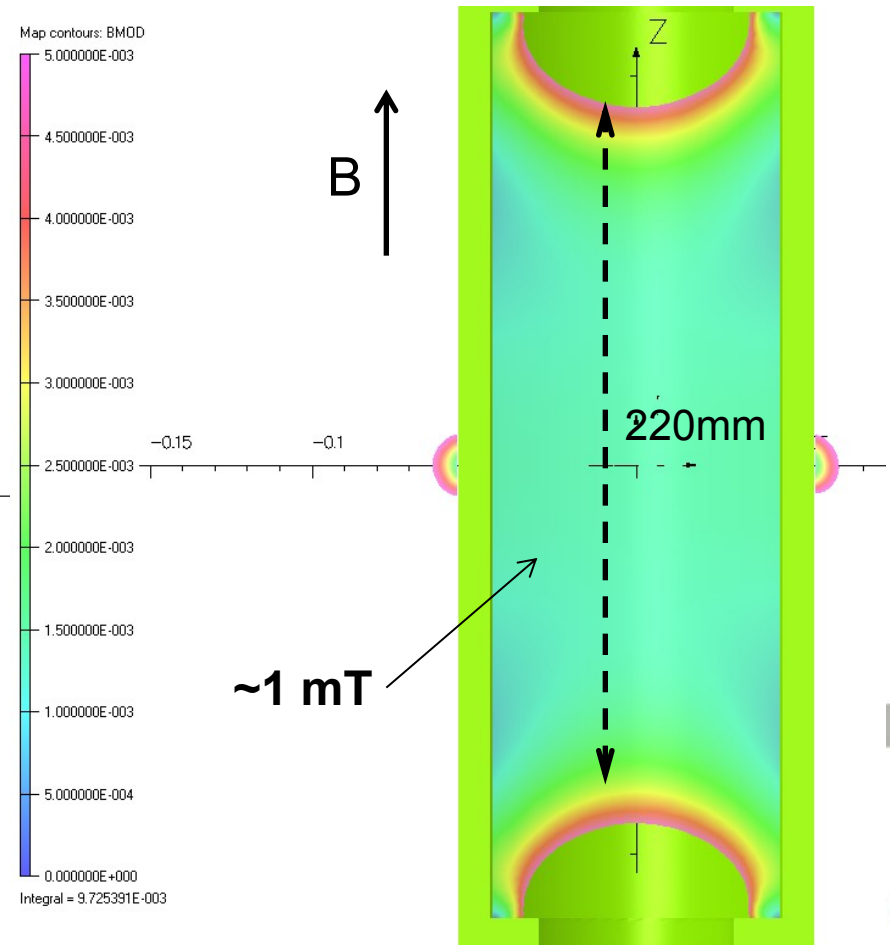 Map contours: BMOD
5.000000E-003
4.500000E-003
4.000000E-003
3.500000E-003
3.000000E-003
2.500000E-003
2.000000E-003
1.500000E-003
1.000000E-003
5.000000E-004
0.000000E+000
Integral = 9.725391E-003
Z
B
220mm
-0.15
-0.1
~1 mT